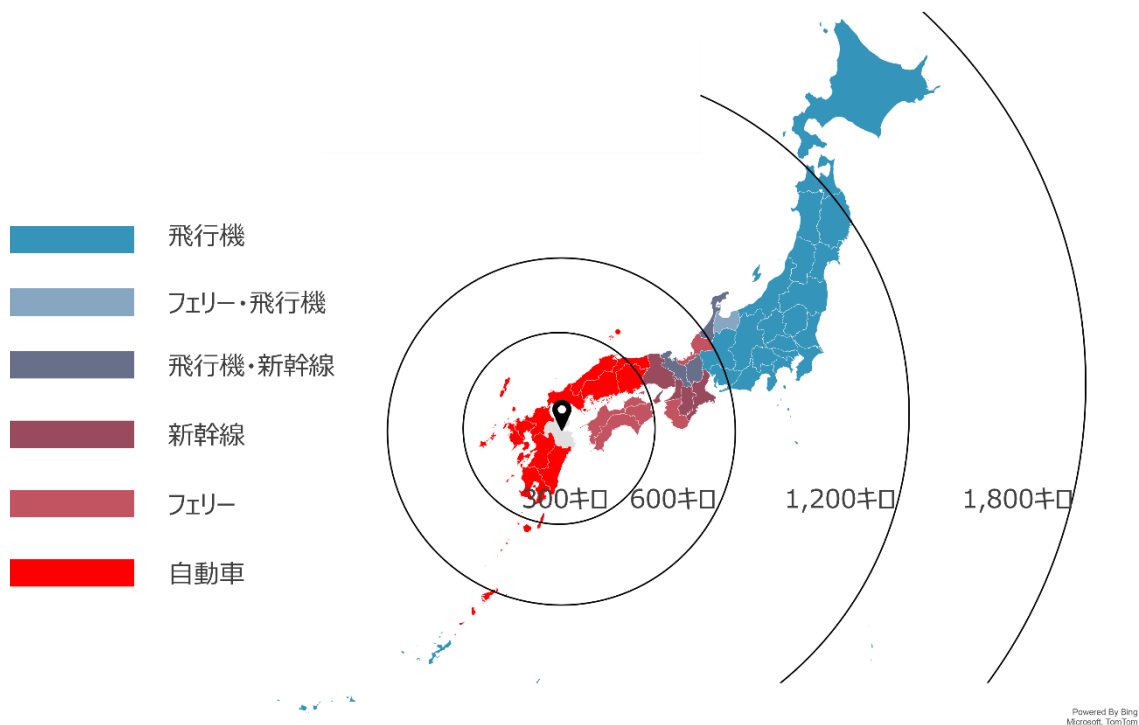 飛行機
フェリー・飛行機
飛行機・新幹線
新幹線
フェリー
自動車
300キロ
600キロ
1,200キロ
1,800キロ
Powered By Bing
Microsoft, TomTom